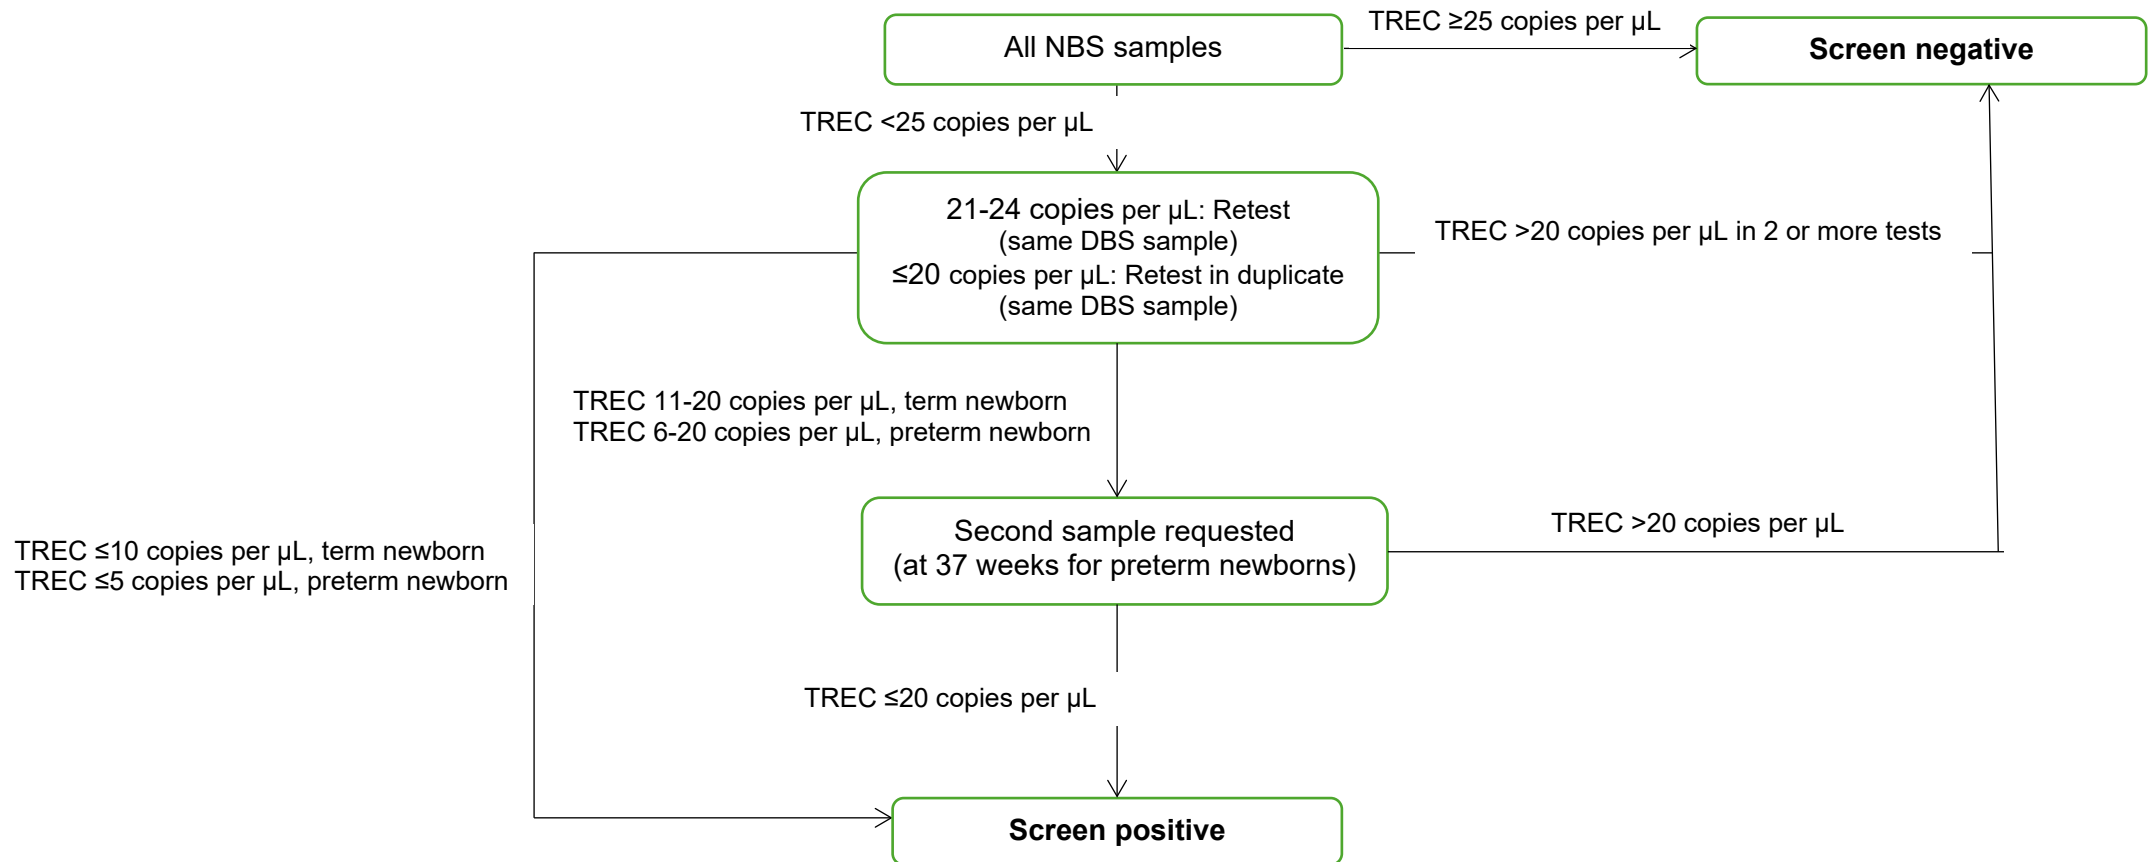 TREC ≥25 copies per µL
All NBS samples
Screen negative
TREC <25 copies per µL
21-24 copies per µL: Retest
(same DBS sample)
≤20 copies per µL: Retest in duplicate
(same DBS sample)
TREC >20 copies per µL in 2 or more tests
TREC 11-20 copies per µL, term newborn
TREC 6-20 copies per µL, preterm newborn
Second sample requested
(at 37 weeks for preterm newborns)
TREC >20 copies per µL
TREC ≤10 copies per µL, term newborn
TREC ≤5 copies per µL, preterm newborn
TREC ≤20 copies per µL
Screen positive